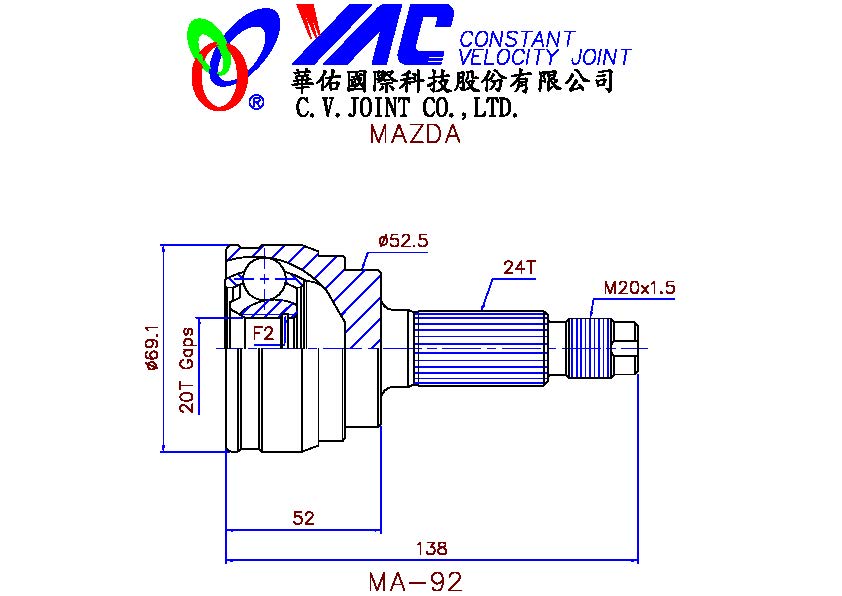 YAC CONSTANT
VELOCITY JOINT
華佑國際科技股份有限公司
®
C.V.JOINT CO.,LTD.
MAZDA
ø52.5
24T
M20x1.5
F2
ø69.1
20T Gaps
52
138
MA-92